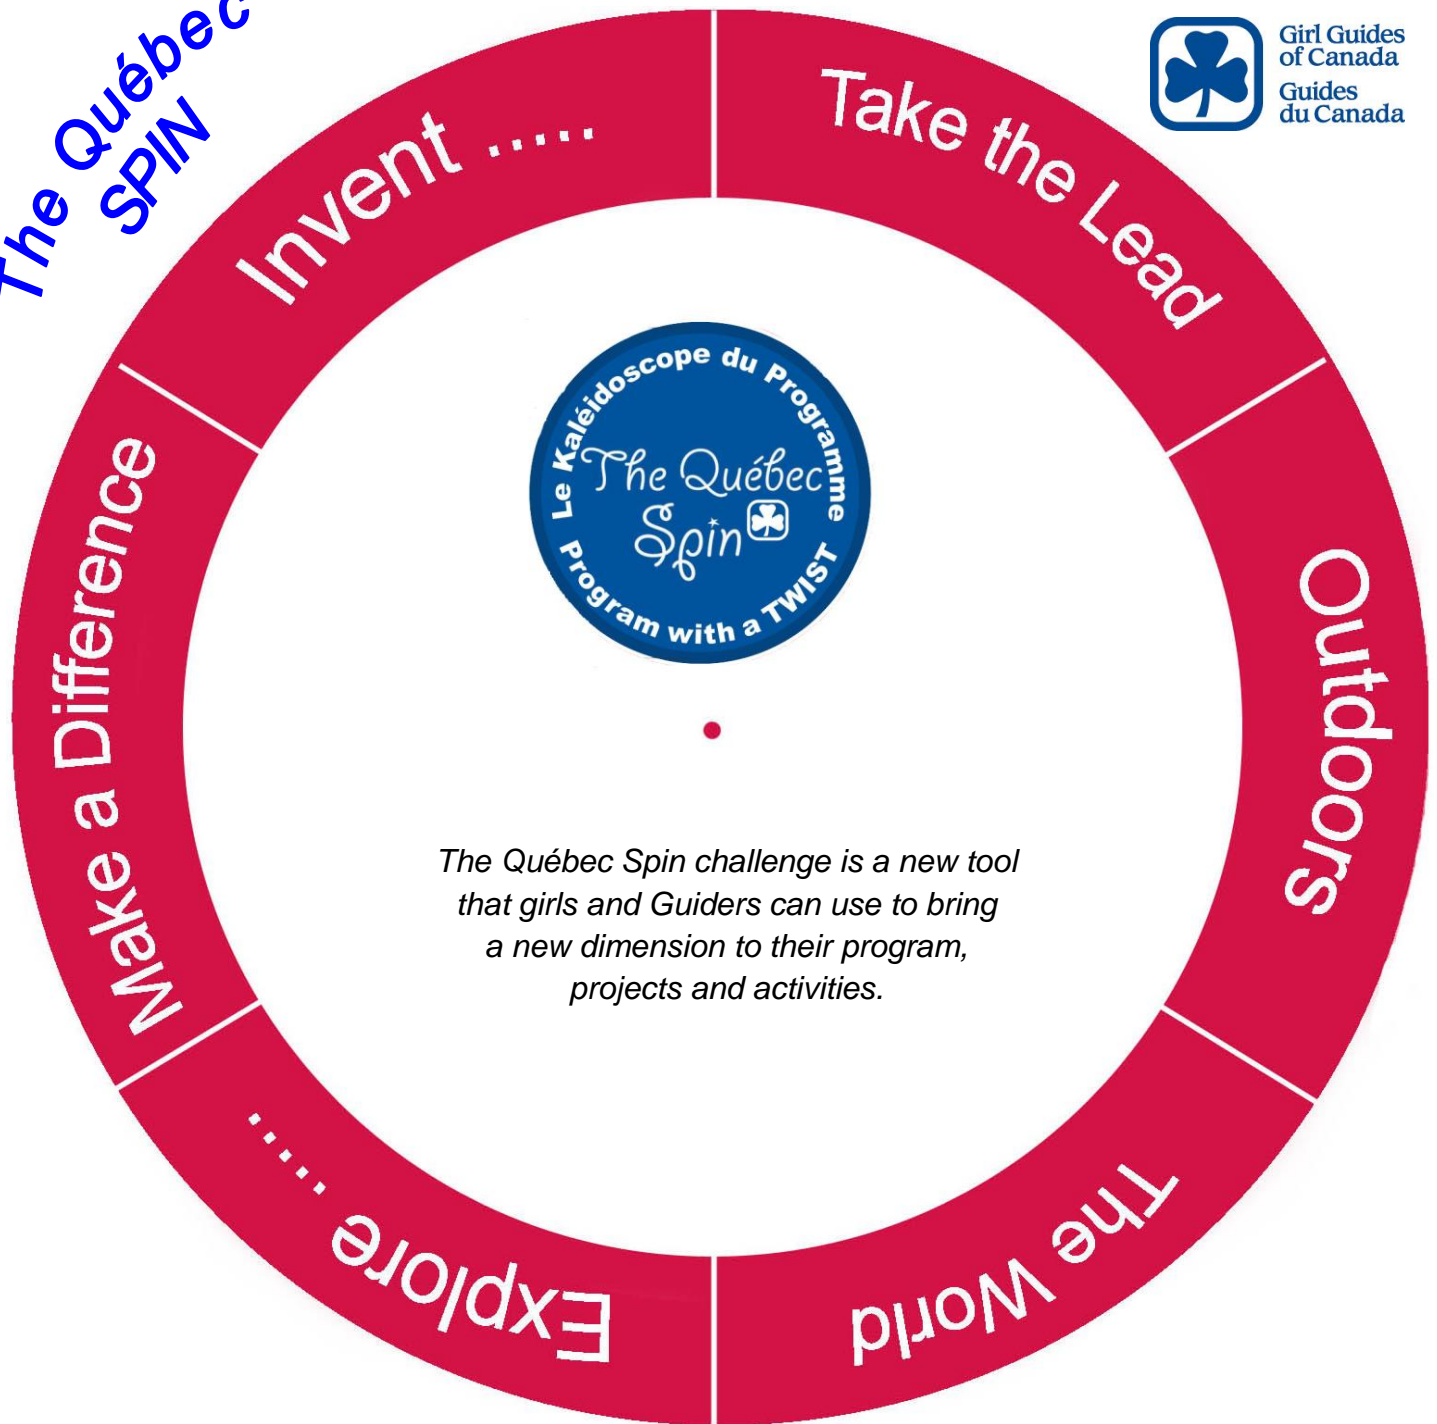 The Québec
SPIN
Girl Guides
of Canada
Guides
du Canada
Invent .....
Take the Lead
Outdoors
The World
Explore .....
Make a Difference
Le Kaléidoscope du Programme
The Québec
Spin
Program with a TWIST
The Québec Spin challenge is a new tool
that girls and Guiders can use to bring
a new dimension to their program,
projects and activities.